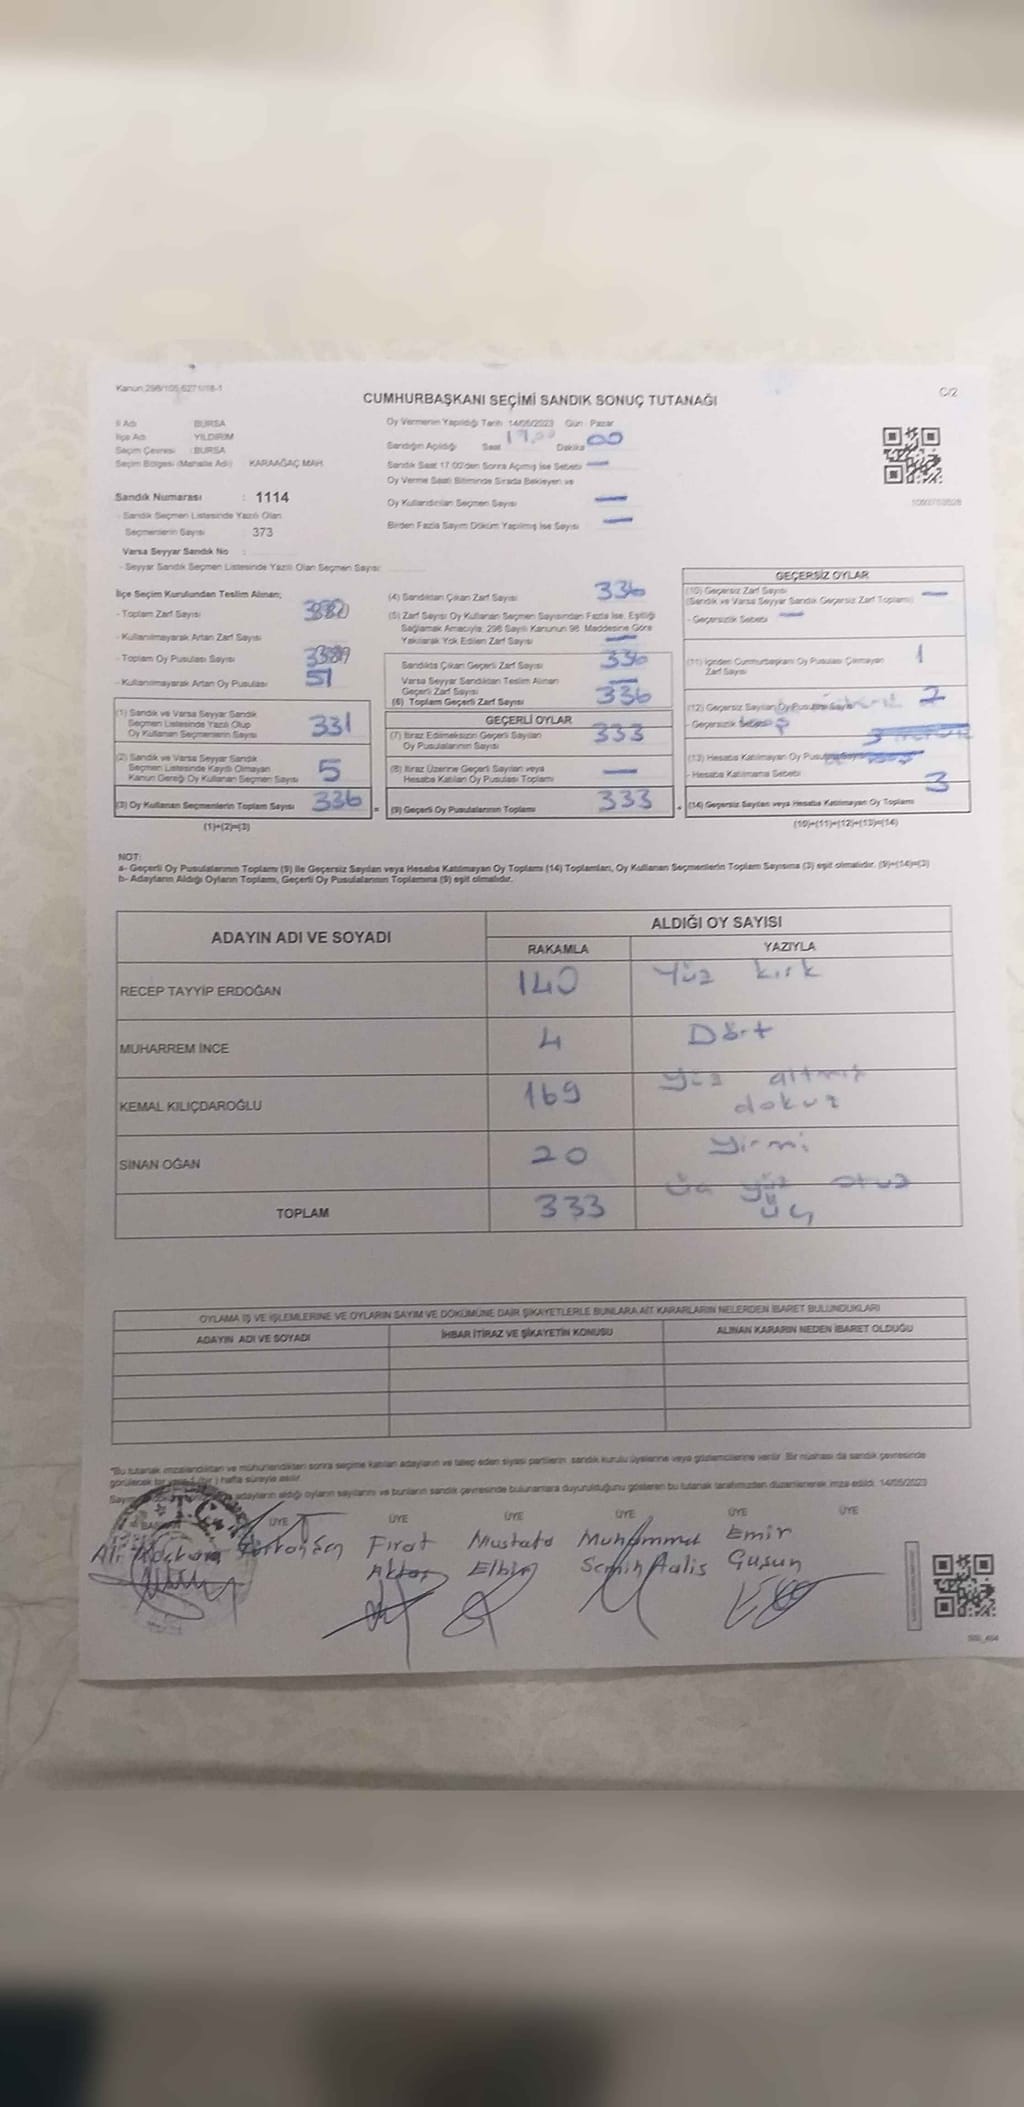 Kanun:298/105,6271/18-1
C/2
CUMHURBAŞKANI SEÇİMİ SANDIK SONUÇ TUTANAĞI
İl Adı BURSA
İlçe Adı YILDIRIM
Seçim Çevresi : BURSA
Seçim Bölgesi (Mahalle Adı) KARAAĞAÇ MAH.
Sandık Numarası : 1114
- Sandık Seçmen Listesinde Yazılı Olan
Seçmenlerin Sayısı 373
Varsa Seyyar Sandık No :
- Seyyar Sandık Seçmen Listesinde Yazılı Olan Seçmen Sayısı
Oy Vermenin Yapıldığı Tarih 14/05/2023 Gün : Pazar
Sandığın Açıldığı Saat 17,00 Dakika 00
Sandık Saat 17:00'den Sonra Açılmış İse Sebebi —
Oy Verme Saati Bitiminde Sırada Bekleyen ve
Oy Kullandırılan Seçmen Sayısı —
Birden Fazla Sayım Döküm Yapılmış İse Sayısı —
İlçe Seçim Kurulundan Teslim Alınan;
- Toplam Zarf Sayısı
- Kullanılmayarak Artan Zarf Sayısı
- Toplam Oy Pusulası Sayısı
- Kullanılmayarak Artan Oy Pusulası 51
(1) Sandık ve Varsa Seyyar Sandık
Seçmen Listesinde Yazılı Olup
Oy Kullanan Seçmenlerin Sayısı 331
(2) Sandık ve Varsa Seyyar Sandık
Seçmen Listesinde Kayıtlı Olmayan
Kanun Gereği Oy Kullanan Seçmen Sayısı 5
(3) Oy Kullanan Seçmenlerin Toplam Sayısı 336 =
(1)+(2)=(3)
(4) Sandıktan Çıkan Zarf Sayısı 336
(5) Zarf Sayısı Oy Kullanan Seçmen Sayısından Fazla İse, Eşitliği
Sağlamak Amacıyla, 298 Sayılı Kanunun 98. Maddesine Göre
Yakılarak Yok Edilen Zarf Sayısı —
Sandıkta Çıkan Geçerli Zarf Sayısı 336
Varsa Seyyar Sandıktan Teslim Alınan
Geçerli Zarf Sayısı —
(6) Toplam Geçerli Zarf Sayısı 336
GEÇERLİ OYLAR
(7) İtiraz Edilmeksizin Geçerli Sayılan
Oy Pusulalarının Sayısı 333
(8) İtiraz Üzerine Geçerli Sayılan veya
Hesaba Katılan Oy Pusulası Toplamı —
(9) Geçerli Oy Pusulalarının Toplamı 333 +
GEÇERSİZ OYLAR
(10) Geçersiz Zarf Sayısı —
(Sandık ve Varsa Seyyar Sandık Geçersiz Zarf Toplamı)
- Geçersizlik Sebebi —
(11) İçinden Cumhurbaşkanı Oy Pusulası Çıkmayan
Zarf Sayısı 1
(12) Geçersiz Sayılan Oy Pusulası Sayısı 2
- Geçersizlik
(13) Hesaba Katılmayan Oy Pusulası
- Hesaba Katılmama Sebebi
(14) Geçersiz Sayılan veya Hesaba Katılmayan Oy Toplamı 3
(10)+(11)+(12)+(13)=(14)
NOT:
a- Geçerli Oy Pusulalarının Toplamı (9) ile Geçersiz Sayılan veya Hesaba Katılmayan Oy Toplamı (14) Toplamları, Oy Kullanan Seçmenlerin Toplam Sayısına (3) eşit olmalıdır. (9)+(14)=(3)
b- Adayların Aldığı Oyların Toplamı, Geçerli Oy Pusulalarının Toplamına (9) eşit olmalıdır.
ADAYIN ADI VE SOYADI ALDIĞI OY SAYISI
RAKAMLA YAZIYLA
RECEP TAYYİP ERDOĞAN 140 Yüz kırk
MUHARREM İNCE 4 Dört
KEMAL KILIÇDAROĞLU 169 yüz altmış
dokuz
SİNAN OĞAN 20 yirmi
TOPLAM 333 üç yüz otuz
üç
OYLAMA İŞ VE İŞLEMLERİNE VE OYLARIN SAYIM VE DÖKÜMÜNE DAİR ŞİKAYETLERLE BUNLARA AİT KARARLARIN NELERDEN İBARET BULUNDUKLARI
ADAYIN ADI VE SOYADI İHBAR İTİRAZ VE ŞİKAYETİN KONUSU ALINAN KARARIN NEDEN İBARET OLDUĞU
*Bu tutanak imzalandıktan ve mühürlendikten sonra seçime katılan adayların ve talep eden siyasi partilerin sandık kurulu üyelerine veya gözlemcilerine verilir. Bir nüshası da sandık çevresinde
görülecek bir yere 1 (bir) hafta süreyle asılır.
adayların aldığı oyların sayılarını ve bunların sandık çevresinde bulunanlara duyurulduğunu gösteren bu tutanak tarafımızdan düzenlenerek imza edildi. 14/05/2023
BAŞKAN ÜYE ÜYE ÜYE ÜYE ÜYE ÜYE
Ali Fırat Mustafa Muhammed Emir
Aktaş Elbir Semih